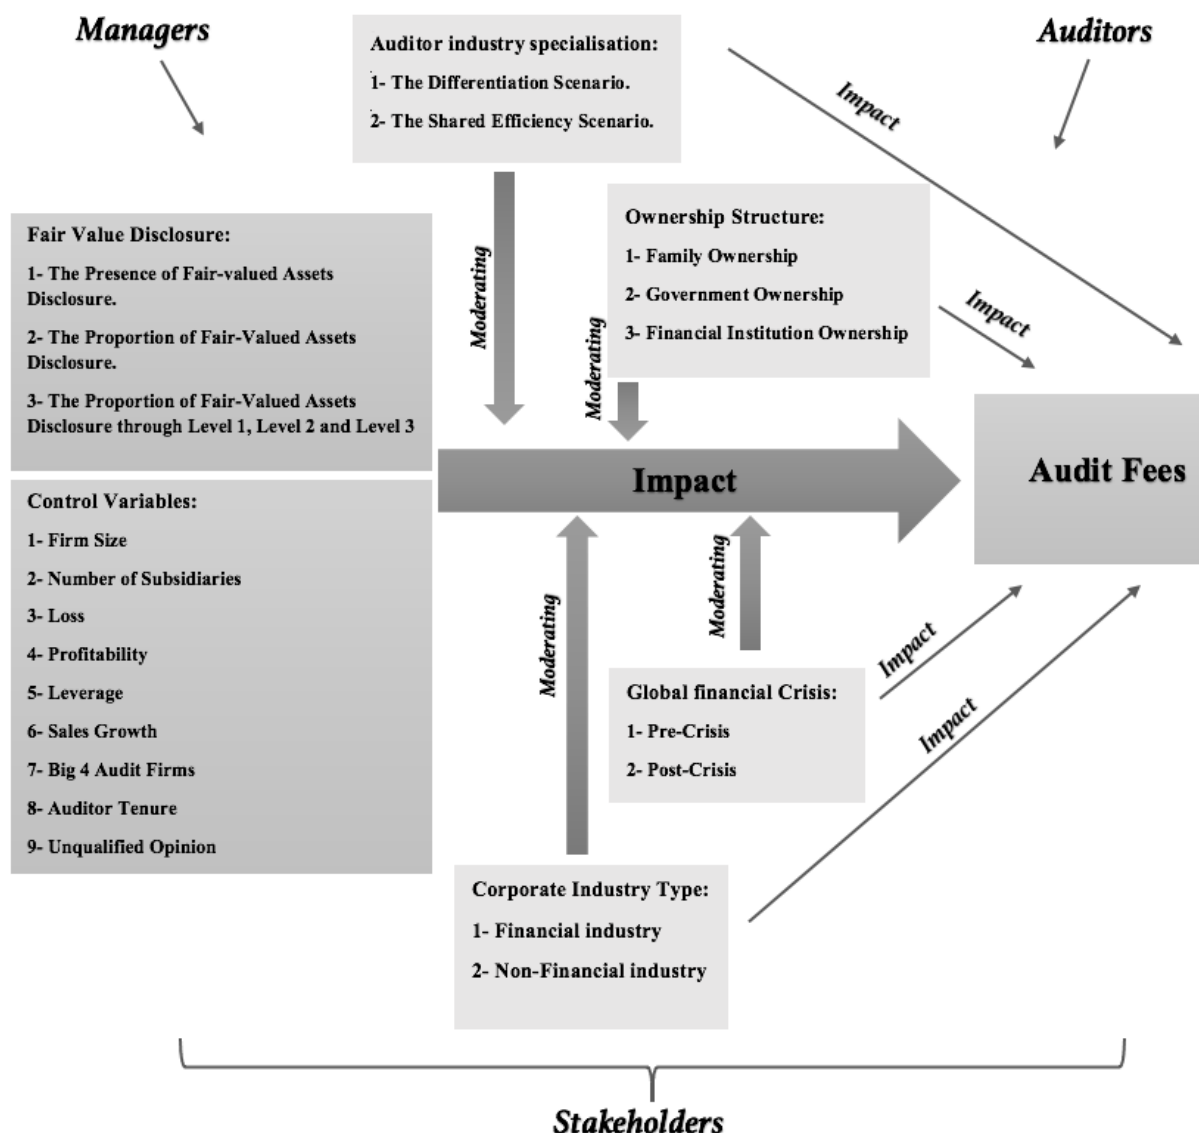 Managers
Auditors
Auditor industry specialisation:
1- The Differentiation Scenario.
2- The Shared Efficiency Scenario.
Impact
Fair Value Disclosure:
1- The Presence of Fair-valued Assets
Disclosure.
2- The Proportion of Fair-Valued Assets
Disclosure.
3- The Proportion of Fair-Valued Assets
Disclosure through Level 1, Level 2 and Level 3
Moderating
Ownership Structure:
1- Family Ownership
2- Government Ownership
3- Financial Institution Ownership
Impact
Moderating
Impact
Audit Fees
Control Variables:
1- Firm Size
2- Number of Subsidiaries
3- Loss
4- Profitability
5- Leverage
6- Sales Growth
7- Big 4 Audit Firms
8- Auditor Tenure
9- Unqualified Opinion
Moderating
Moderating
Global financial Crisis:
1- Pre-Crisis
2- Post-Crisis
Impact
Impact
Corporate Industry Type:
1- Financial industry
2- Non-Financial industry
Stakeholders